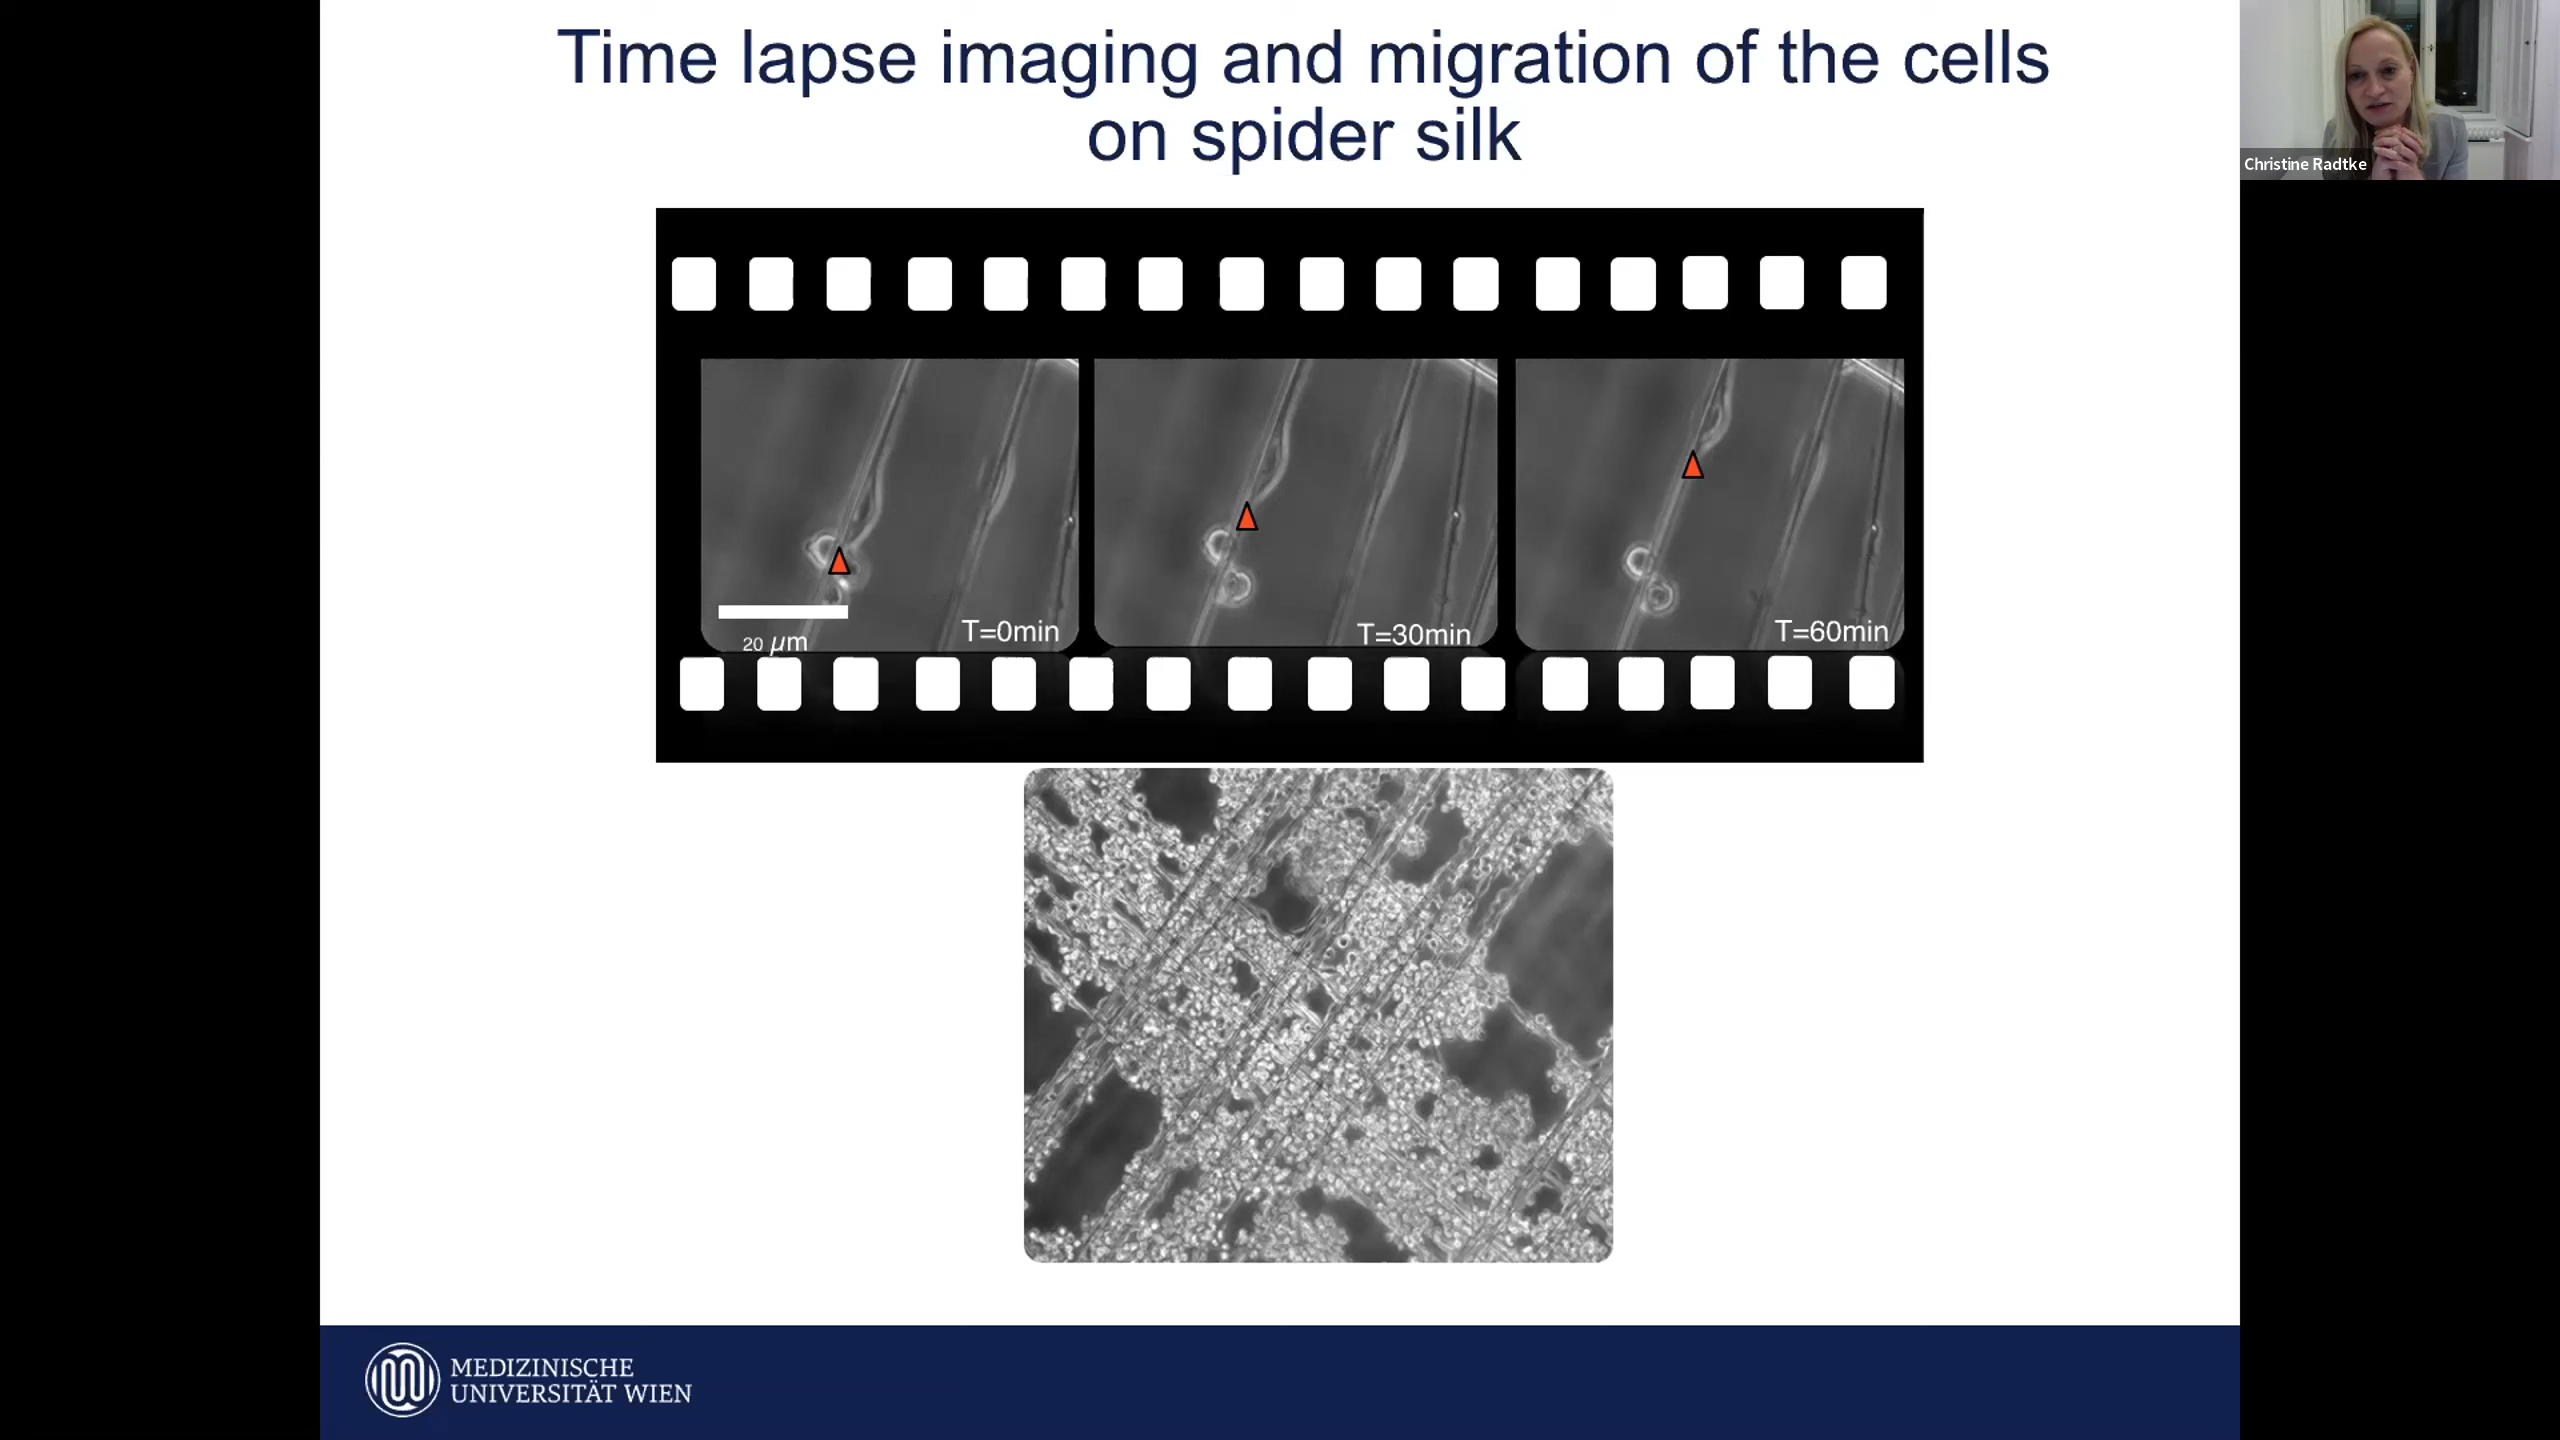 Time lapse imaging and migration of the cells
on spider silk
Christine Radtke
20 µm
T=0min
T=30min
T=60min
MEDIZINISCHE
UNIVERSITÄT WIEN